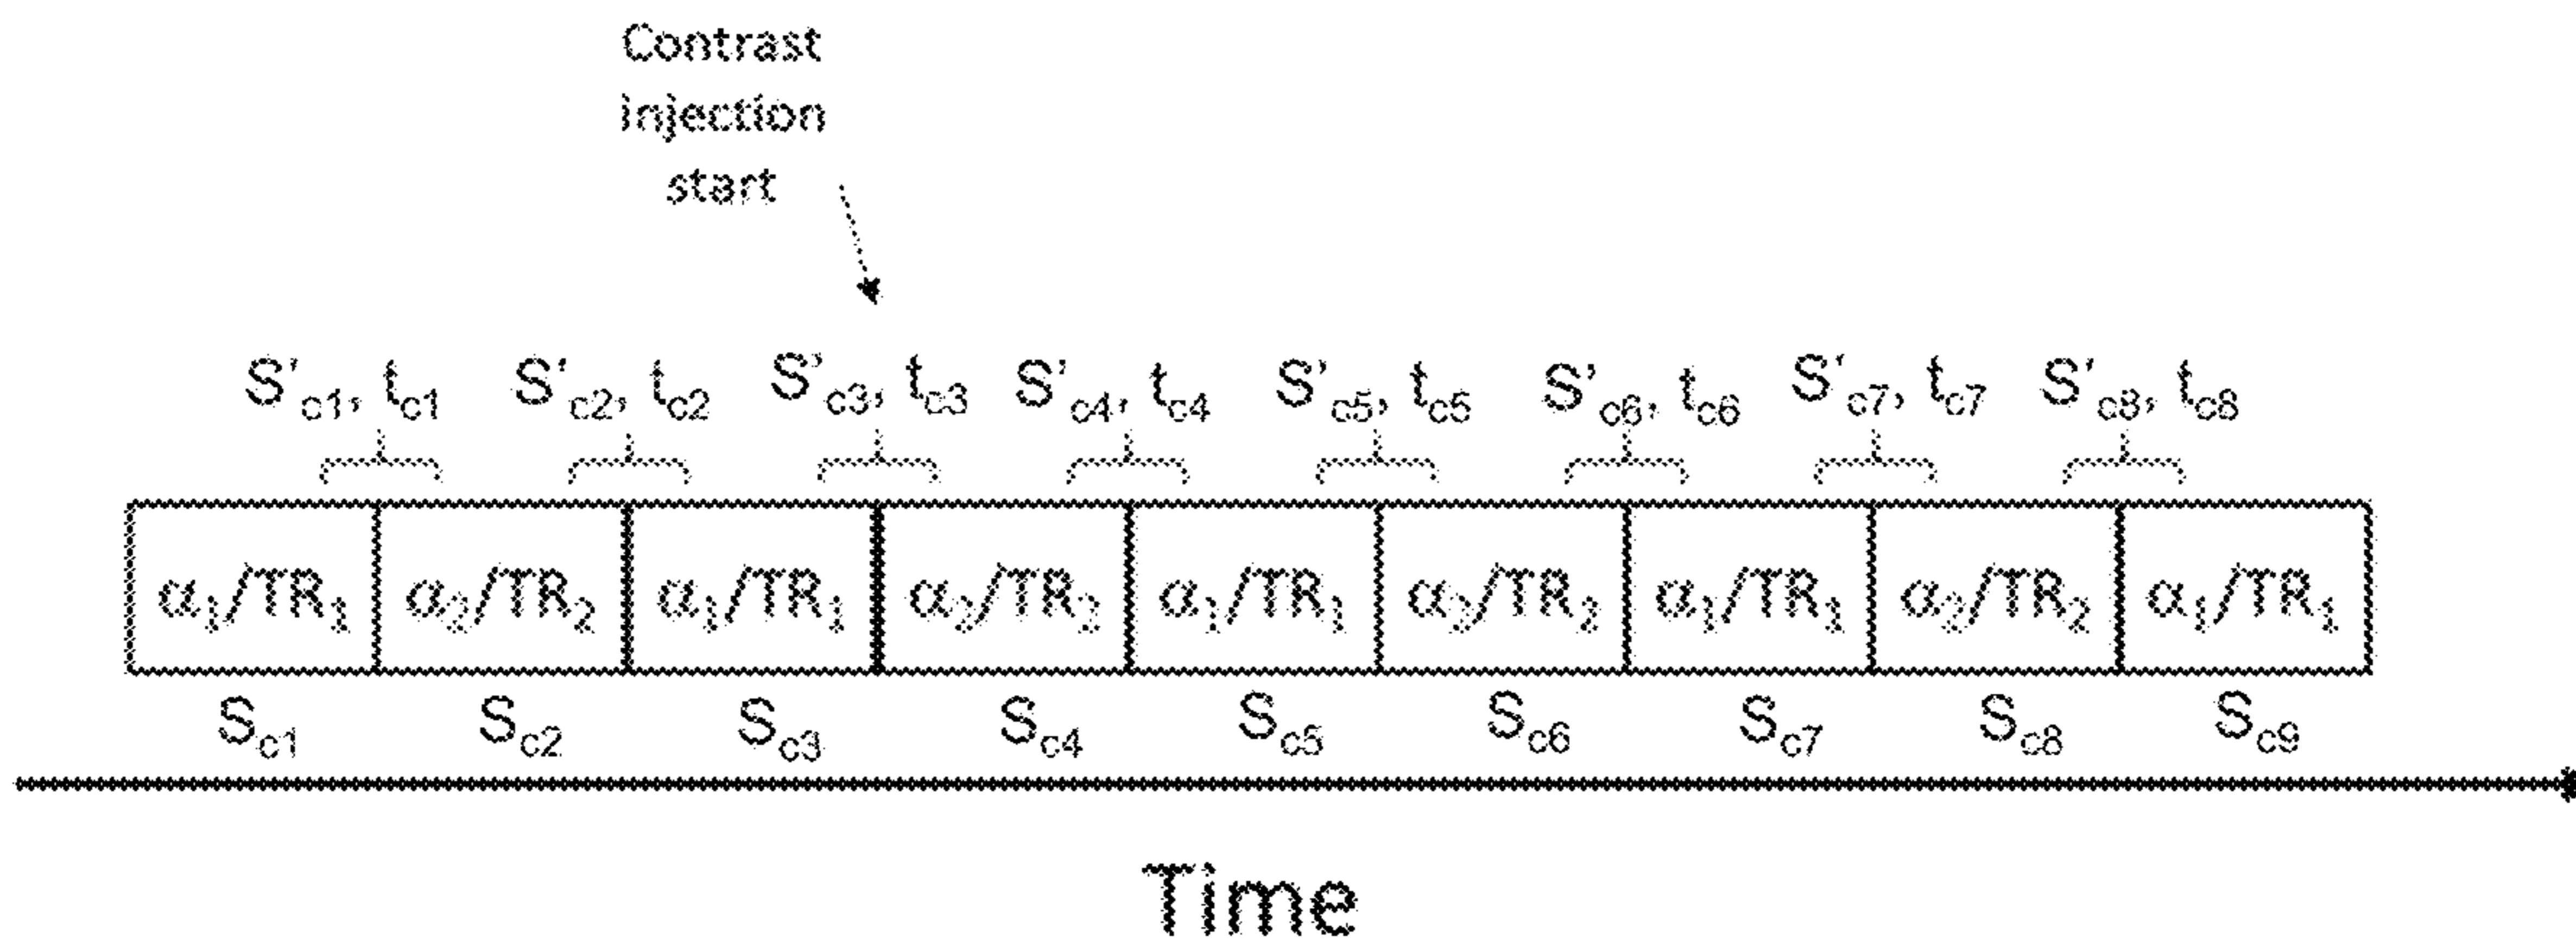 Contrast
injection
start
S'c1, tc1 S'c2, tc2 S'c3, tc3 S'c4, tc4 S'c5, tc5 S'c6, tc6 S'c7, tc7 S'c8, tc8
α1/TR1 α2/TR2 α1/TR1 α2/TR2 α1/TR1 α2/TR2 α1/TR1 α2/TR2 α1/TR1
Sc1 Sc2 Sc3 Sc4 Sc5 Sc6 Sc7 Sc8 Sc9
Time